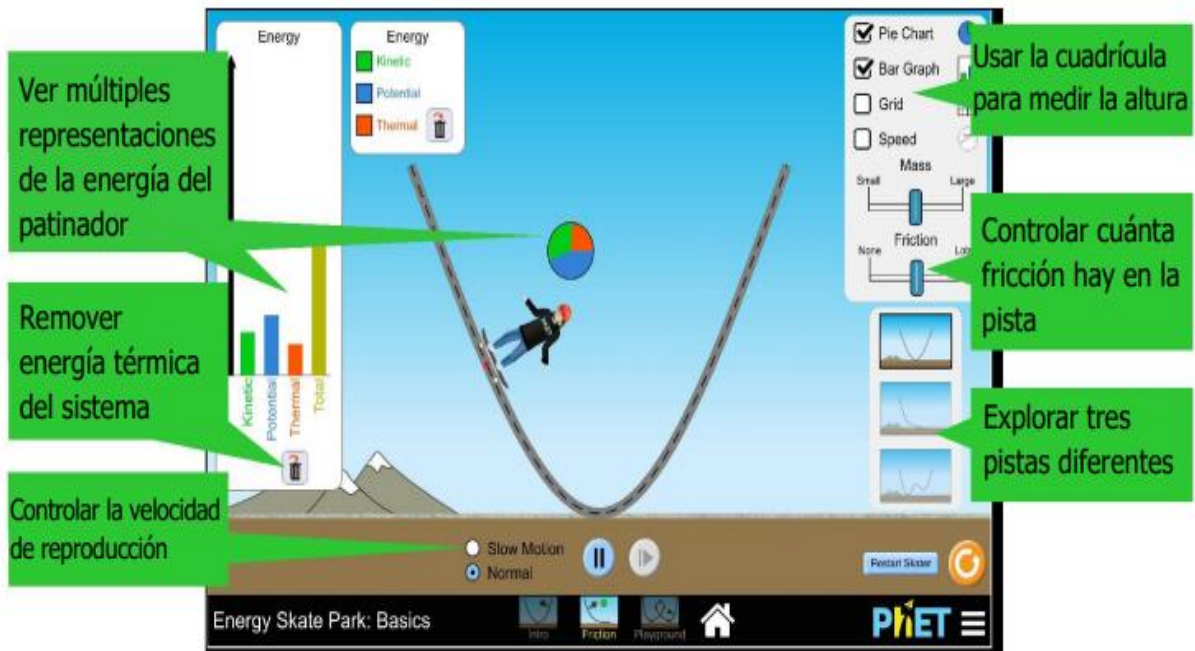 Ver múltiples
representaciones
de la energía del
patinador
Remover
energía térmica
del sistema
Controlar la velocidad
de reproducción
Energy
Kinetic
Potential
Thermal
Total
Energy
Kinetic
Potential
Thermal
Pie Chart
Bar Graph
Grid
Speed
Mass
Small
Large
Friction
None
Usar la cuadrícula
para medir la altura
Controlar cuánta
fricción hay en la
pista
Explorar tres
pistas diferentes
Slow Motion
Normal
Restart Skater
Energy Skate Park: Basics
Intro
Friction
Playground
PhET